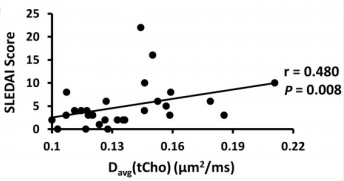 25
20
15
10
5
0
SLEDAI Score
r = 0.480
P = 0.008
0.1
0.13
0.16
0.19
0.22
Davg(tCho) (μm²/ms)